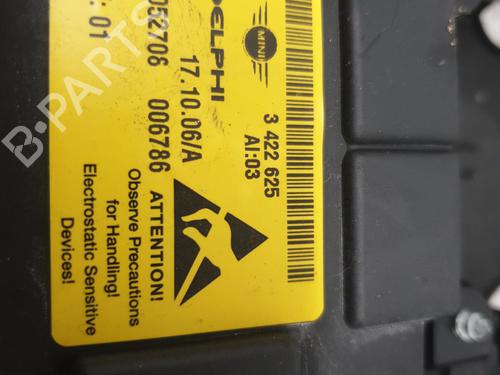 MINI
3 422 625
AI:03
DELPHI
17.10.06/A
052706 006786
: 01
ATTENTION!
Observe Precautions
for Handling!
Electrostatic Sensitive
Devices!
B-PARTS